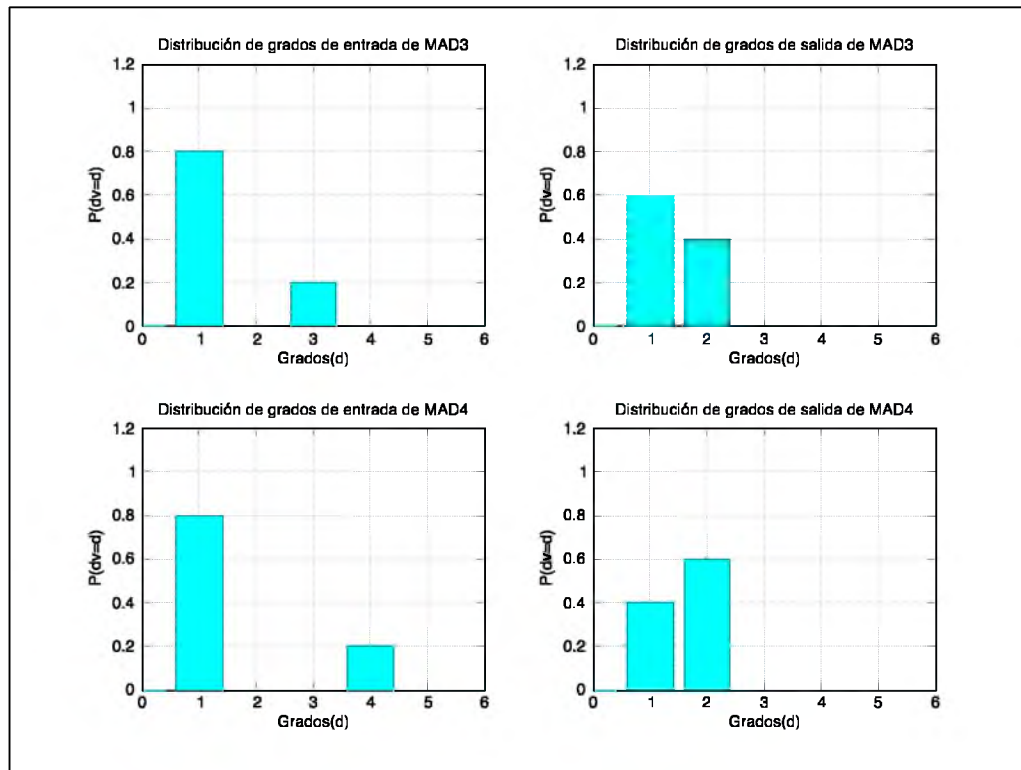 Distribución de grados de entrada de MAD3
1.2
1
0.8
0.6
0.4
0.2
0
P(dv=d)
0 1 2 3 4 5 6
Grados(d)
Distribución de grados de salida de MAD3
1.2
1
0.8
0.6
0.4
0.2
0
P(dv=d)
0 1 2 3 4 5 6
Grados(d)
Distribución de grados de entrada de MAD4
1.2
1
0.8
0.6
0.4
0.2
0
P(dv=d)
0 1 2 3 4 5 6
Grados(d)
Distribución de grados de salida de MAD4
1.2
1
0.8
0.6
0.4
0.2
0
P(dv=d)
0 1 2 3 4 5 6
Grados(d)